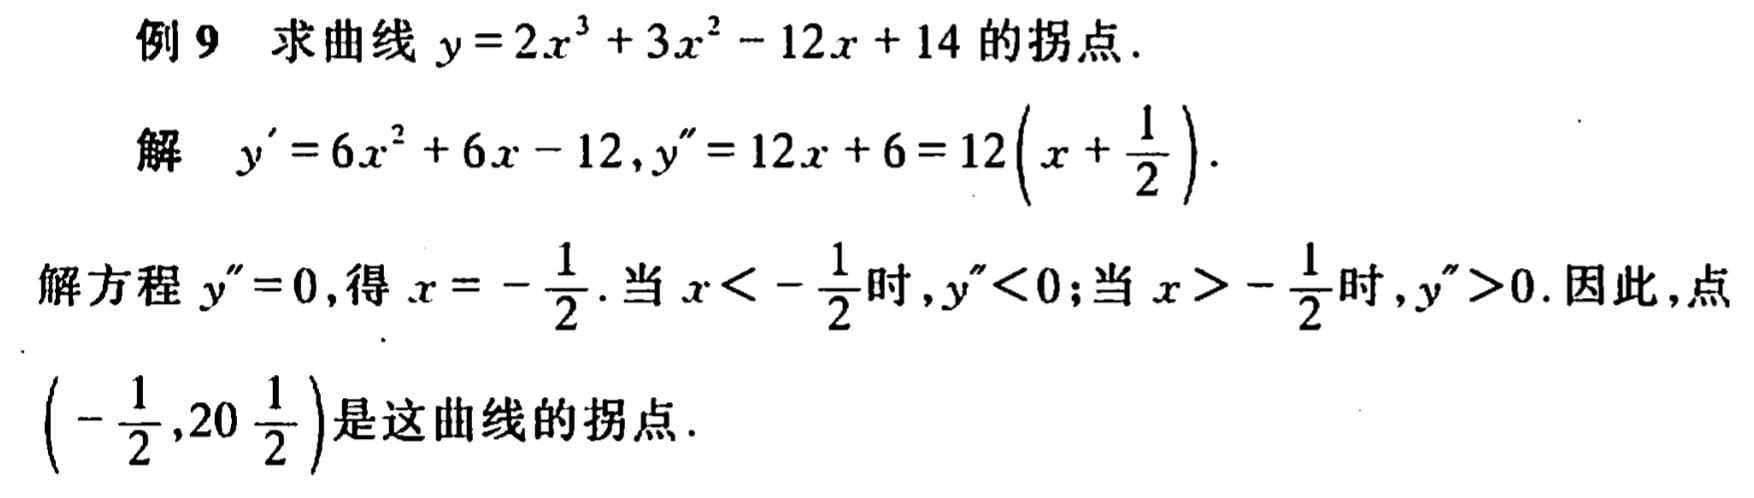 例 9 求曲线 y = 2x³ + 3x² − 12x + 14 的拐点.
解 y′ = 6x² + 6x − 12, y″ = 12x + 6 = 12(x + 1/2).
解方程 y″ = 0,得 x = − 1/2. 当 x < − 1/2 时, y″<0;当 x > − 1/2 时, y″>0. 因此,点
(− 1/2, 20 1/2)是这曲线的拐点.